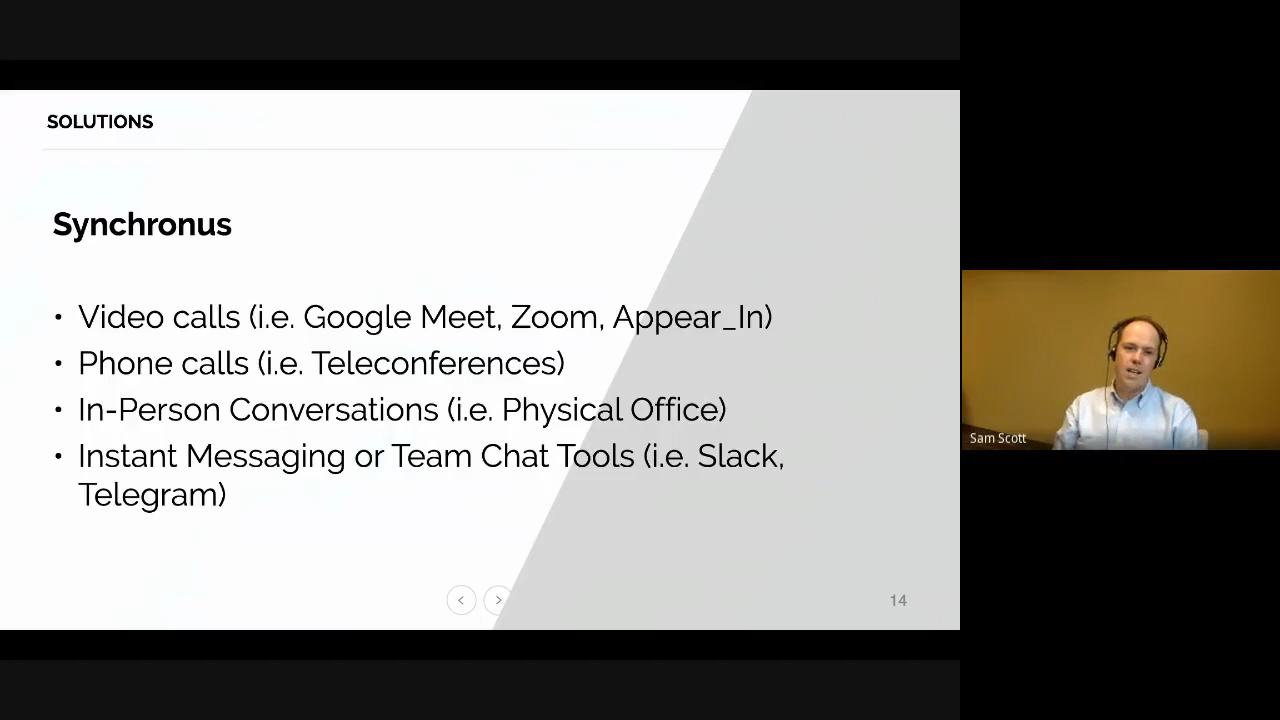 SOLUTIONS
Synchronus
• Video calls (i.e. Google Meet, Zoom, Appear_In)
• Phone calls (i.e. Teleconferences)
• In-Person Conversations (i.e. Physical Office)
• Instant Messaging or Team Chat Tools (i.e. Slack,
Telegram)
14
Sam Scott